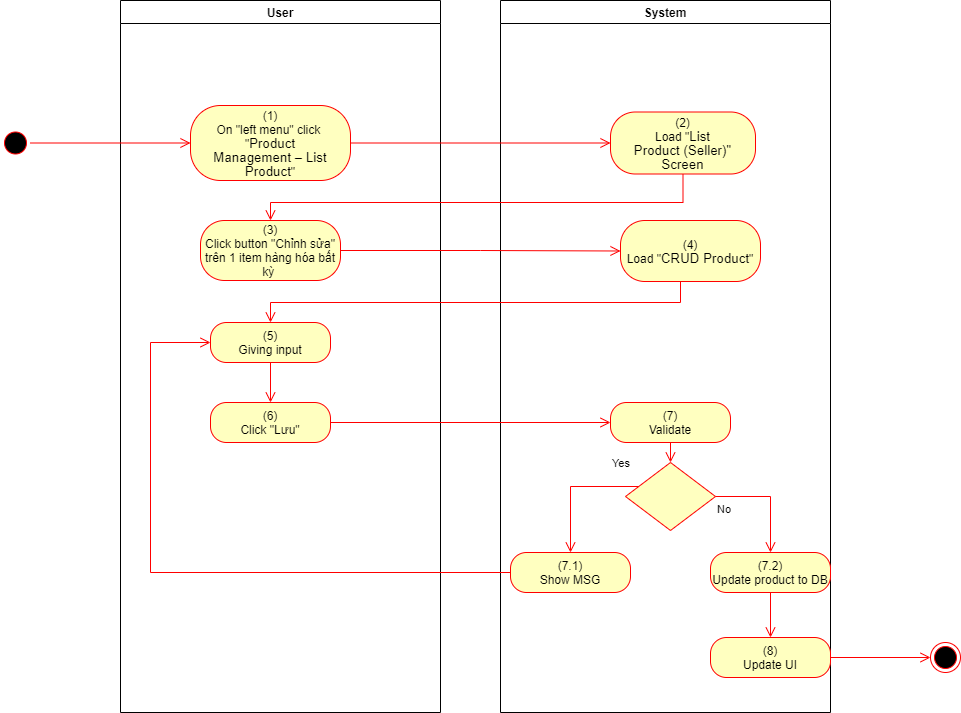 User
System
(1)
On "left menu" click
"Product
Management – List
Product"
(2)
Load "List
Product (Seller)"
Screen
(3)
Click button "Chỉnh sửa"
trên 1 item hàng hóa bất
kỳ
(4)
Load "CRUD Product"
(5)
Giving input
(6)
Click "Lưu"
(7)
Validate
Yes
No
(7.1)
Show MSG
(7.2)
Update product to DB
(8)
Update UI